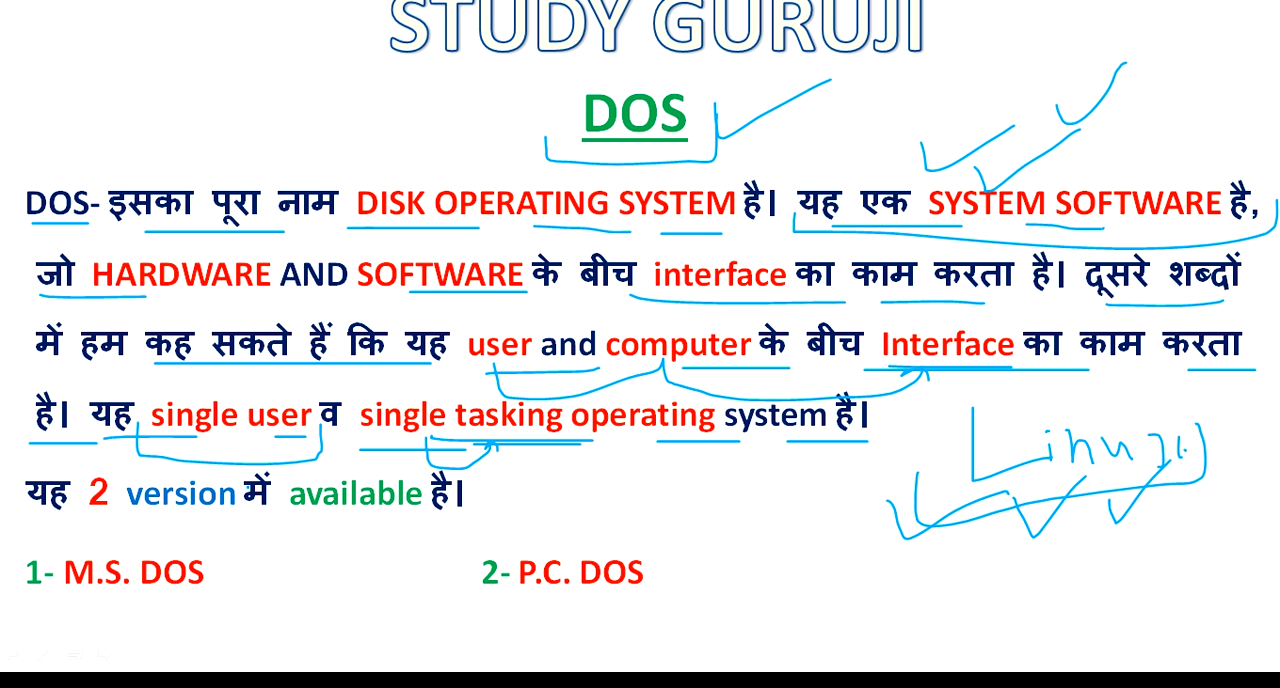 STUDY GURUJI
DOS
DOS- इसका पूरा नाम DISK OPERATING SYSTEM है। यह एक SYSTEM SOFTWARE है,
जो HARDWARE AND SOFTWARE के बीच interface का काम करता है। दूसरे शब्दों
में हम कह सकते हैं कि यह user and computer के बीच Interface का काम करता
है। यह single user व single tasking operating system है।
Linux
यह 2 version में available है।
1- M.S. DOS 2- P.C. DOS